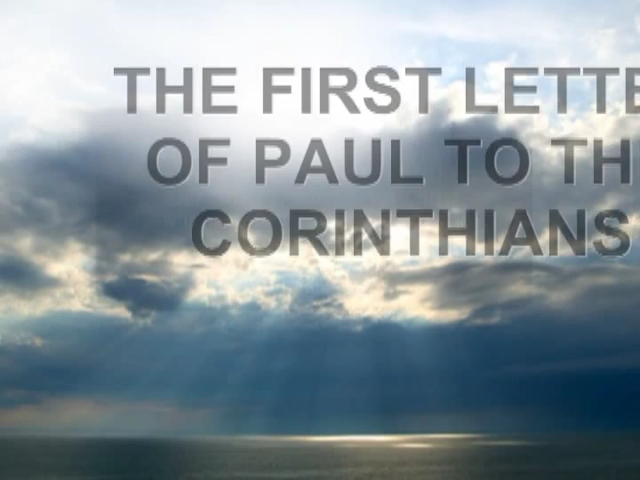 THE FIRST LETTE
OF PAUL TO TH
CORINTHIANS